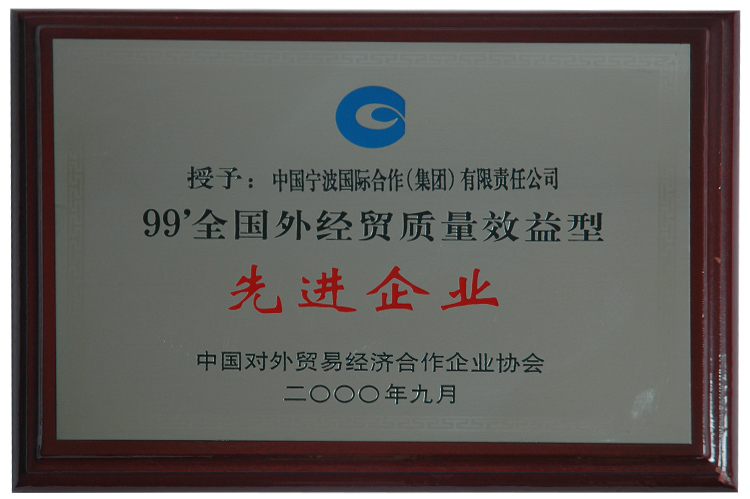 授予：中国宁波国际合作(集团)有限责任公司
99'全国外经贸质量效益型
先进企业
中国对外贸易经济合作企业协会
二〇〇〇年九月